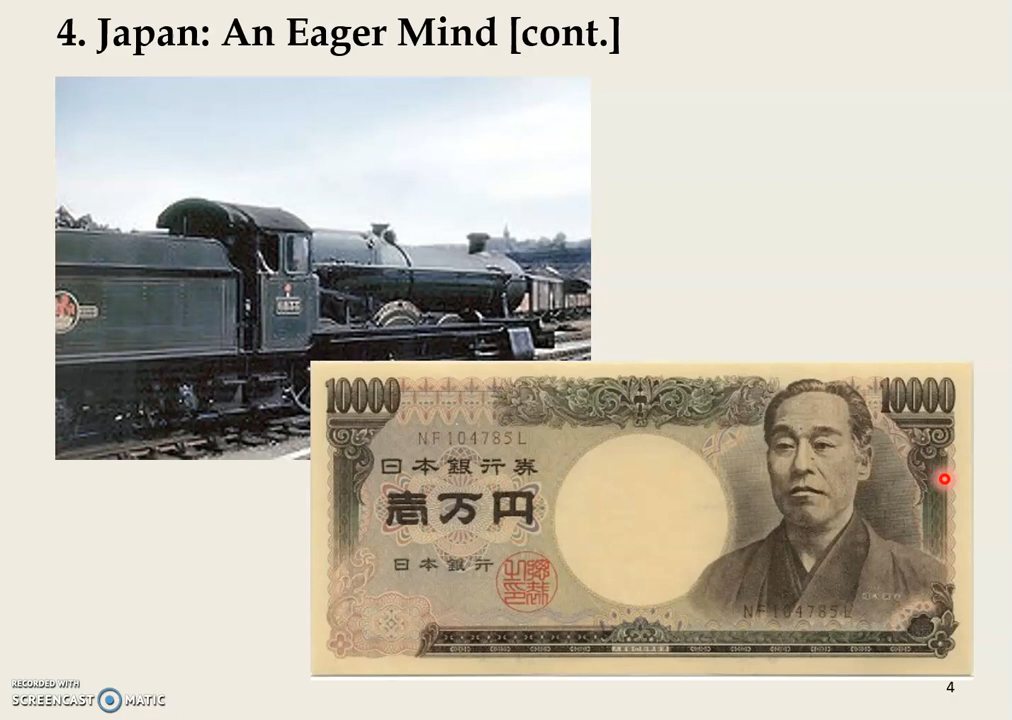 4. Japan: An Eager Mind [cont.]
10000
10000
NF104785L
日本銀行券
壱万円
日本銀行
NF104785L
RECORDED WITH
SCREENCAST MATIC
4